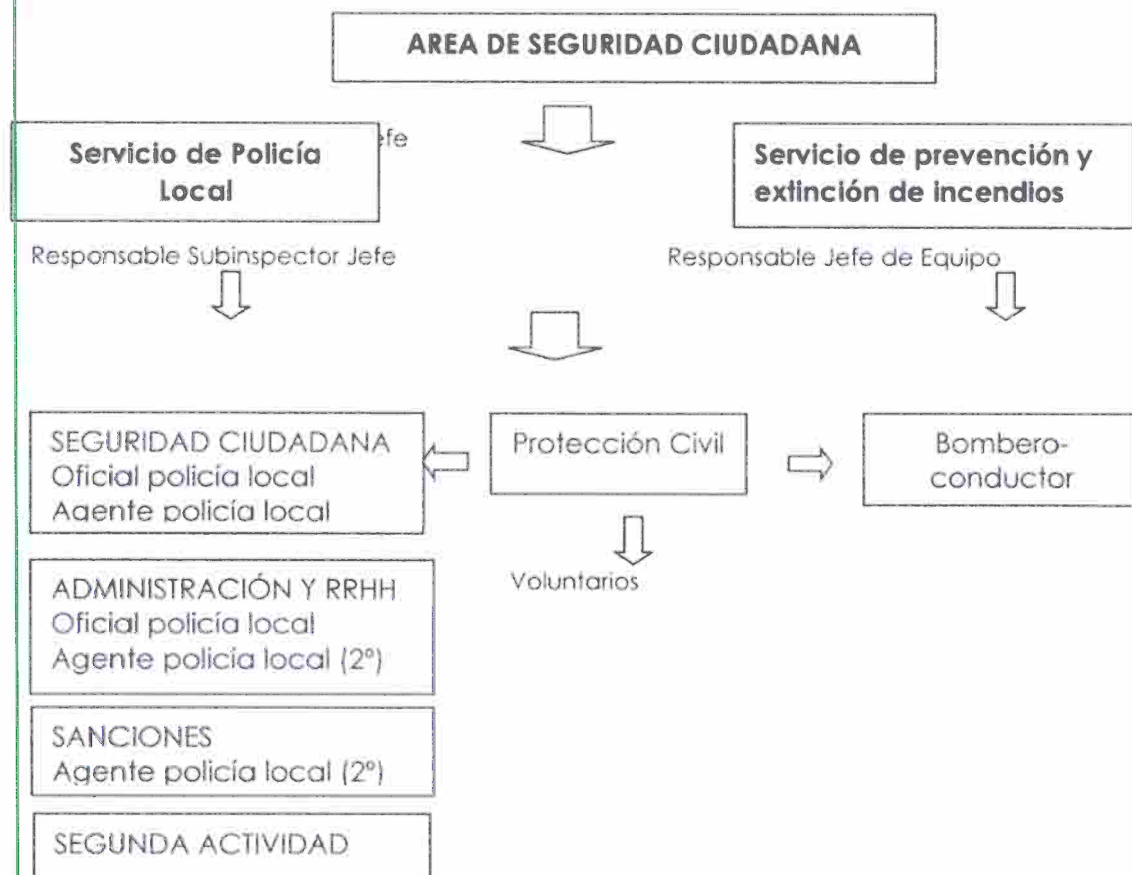 AREA DE SEGURIDAD CIUDADANA
efe
Servicio de Policía
Local
Servicio de prevención y
extinción de incendios
Responsable Subinspector Jefe
Responsable Jefe de Equipo
SEGURIDAD CIUDADANA
Oficial policía local
Agente policía local
Protección Civil
Bombero-
conductor
Voluntarios
ADMINISTRACIÓN Y RRHH
Oficial policía local
Agente policía local (2º)
SANCIONES
Agente policía local (2º)
SEGUNDA ACTIVIDAD